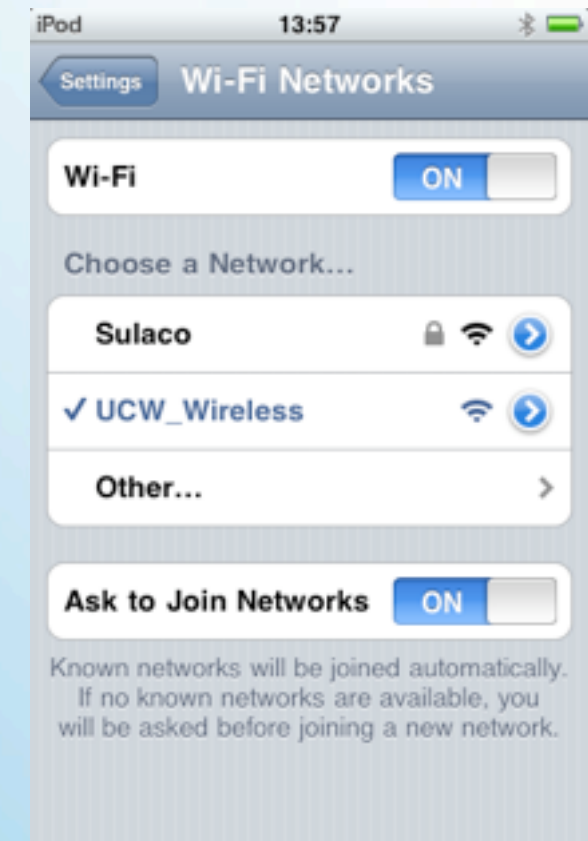 iPod 13:57
Settings Wi-Fi Networks
Wi-Fi ON
Choose a Network...
Sulaco
UCW_Wireless
Other...
Ask to Join Networks ON
Known networks will be joined automatically.
If no known networks are available, you
will be asked before joining a new network.